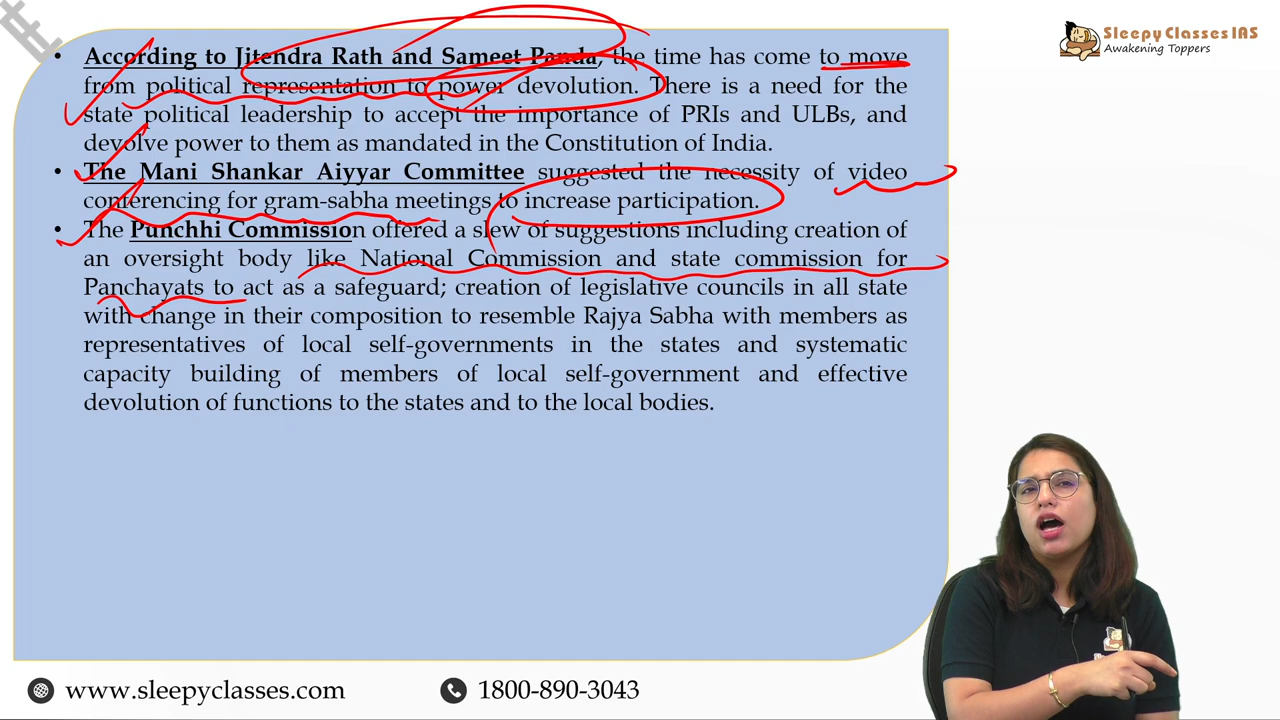 Sleepy Classes IAS
Awakening Toppers
• According to Jitendra Rath and Sameet Panda, the time has come to move
from political representation to power devolution. There is a need for the
state political leadership to accept the importance of PRIs and ULBs, and
devolve power to them as mandated in the Constitution of India.
• The Mani Shankar Aiyyar Committee suggested the necessity of video
conferencing for gram-sabha meetings to increase participation.
• The Punchhi Commission offered a slew of suggestions including creation of
an oversight body like National Commission and state commission for
Panchayats to act as a safeguard; creation of legislative councils in all state
with change in their composition to resemble Rajya Sabha with members as
representatives of local self-governments in the states and systematic
capacity building of members of local self-government and effective
devolution of functions to the states and to the local bodies.
www.sleepyclasses.com
1800-890-3043